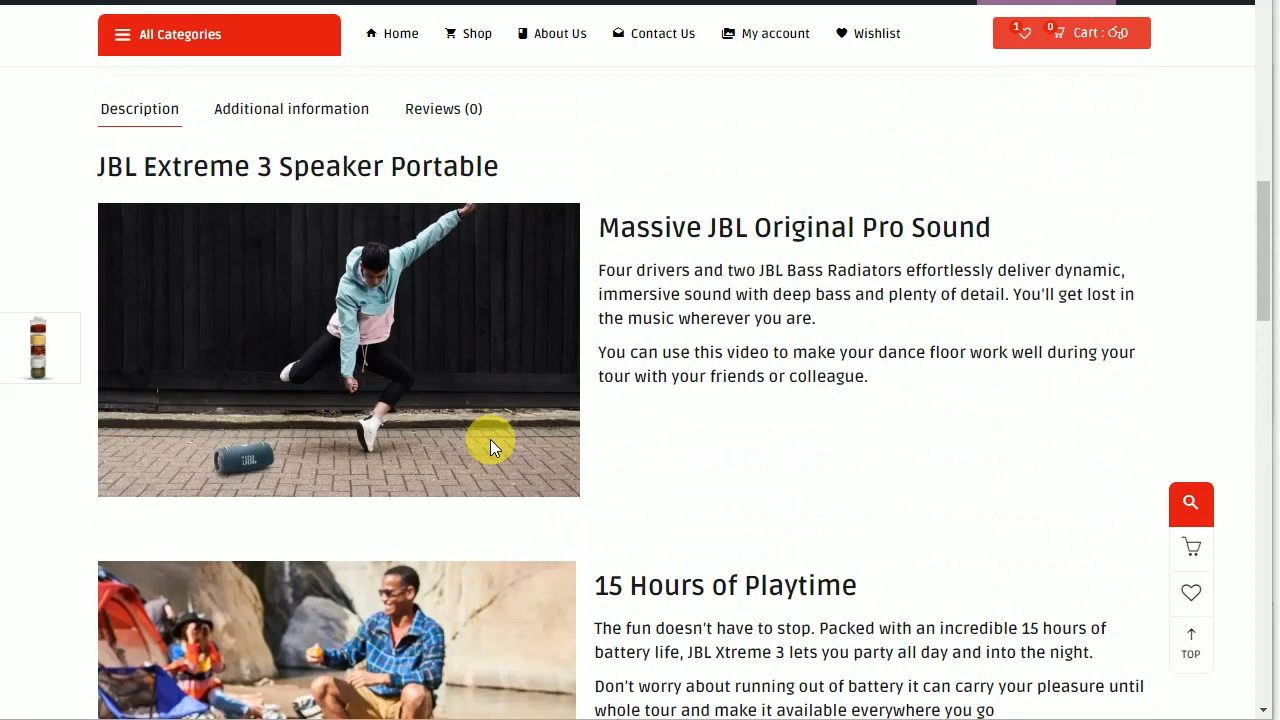 All Categories
Home
Shop
About Us
Contact Us
My account
Wishlist
1
0
Cart : රු0
Description
Additional information
Reviews (0)
JBL Extreme 3 Speaker Portable
JBL
Massive JBL Original Pro Sound
Four drivers and two JBL Bass Radiators effortlessly deliver dynamic,
immersive sound with deep bass and plenty of detail. You’ll get lost in
the music wherever you are.
You can use this video to make your dance floor work well during your
tour with your friends or colleague.
15 Hours of Playtime
The fun doesn’t have to stop. Packed with an incredible 15 hours of
battery life, JBL Xtreme 3 lets you party all day and into the night.
Don’t worry about running out of battery it can carry your pleasure until
whole tour and make it available everywhere you go
TOP